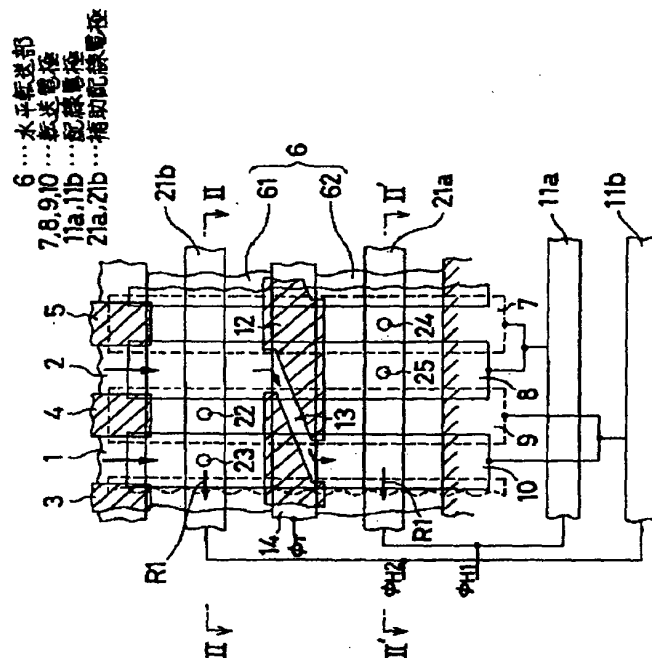 6 … 水平転送部
7,8,9,10 … 転送電極
11a,11b … 配線電極
21a,21b … 補助配線電極
3
1
4
2
5
21b
II
61
6
62
II'
21a
11a
11b
R1
23
22
12
13
14
ΦT
25
24
R1
7
8
9
10
ΦH2
ΦH1
II
II'